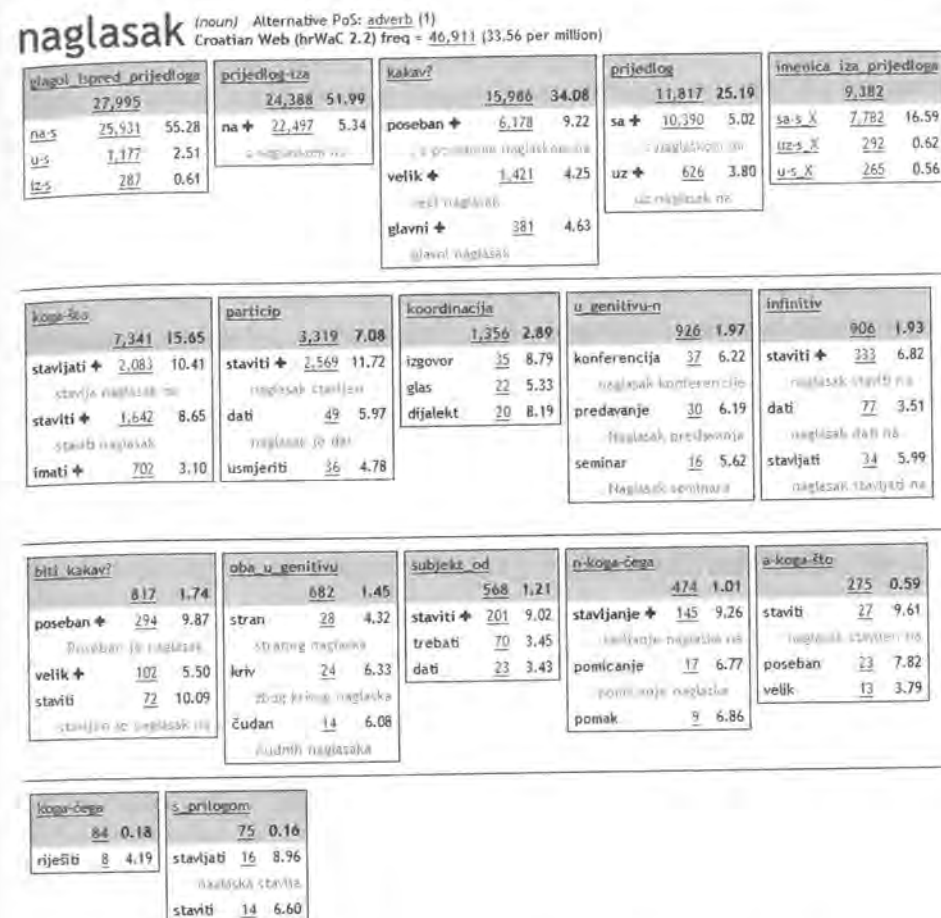 naglasak (noun) Alternative PoS: adverb (1)
Croatian Web (hrWaC 2.2) freq = 46,911 (33.56 per million)
glagol_ispred_prijedloga
27,995
na-s 25,931 55.28
u-s 1,177 2.51
iz-s 287 0.61
prijedlog-iza
24,388 51.99
na + 22,497 5.34
s naglaskom na
kakav?
15,986 34.08
poseban + 6,178 9.22
, s posebnim naglaskom na
velik + 1,421 4.25
veći naglasak
glavni + 381 4.63
glavni naglasak
prijedlog
11,817 25.19
sa + 10,390 5.02
s naglaskom na
uz + 626 3.80
uz naglasak na
imenica_iza_prijedloga
9,382
sa-s_X 7,782 16.59
uz-s_X 292 0.62
u-s_X 265 0.56
koga-što
7,341 15.65
stavljati + 2,083 10.41
stavlja naglasak na
staviti + 1,642 8.65
staviti naglasak
imati + 702 3.10
particip
3,319 7.08
staviti + 2,569 11.72
naglasak stavljen
dati 49 5.97
naglasak je dan
usmjeriti 36 4.78
koordinacija
1,356 2.89
izgovor 35 8.79
glas 22 5.33
dijalekt 20 8.19
u_genitivu-n
926 1.97
konferencija 37 6.22
naglasak konferencije
predavanje 30 6.19
Naglasak predavanja
seminar 16 5.62
Naglasak seminara
infinitiv
906 1.93
staviti + 333 6.82
naglasak staviti na
dati 77 3.51
naglasak dati na
stavljati 34 5.99
naglasak stavljati na
biti_kakav?
817 1.74
poseban + 294 9.87
Poseban je naglasak
velik + 102 5.50
staviti 72 10.09
stavljen je naglasak na
oba_u_genitivu
682 1.45
stran 28 4.32
stranog naglaska
kriv 24 6.33
zbog krivog naglaska
čudan 14 6.08
čudnih naglasaka
subjekt_od
568 1.21
staviti + 201 9.02
trebati 70 3.45
dati 23 3.43
n-koga-čega
474 1.01
stavljanje + 145 9.26
stavljanje naglaska na
pomicanje 17 6.77
pomicanje naglaska
pomak 9 6.86
a-koga-što
275 0.59
staviti 27 9.61
naglasak stavljen na
poseban 23 7.82
velik 13 3.79
koga-čega
84 0.18
riješiti 8 4.19
s_prilogom
75 0.16
stavljati 16 8.96
naglaska stavlja
staviti 14 6.60